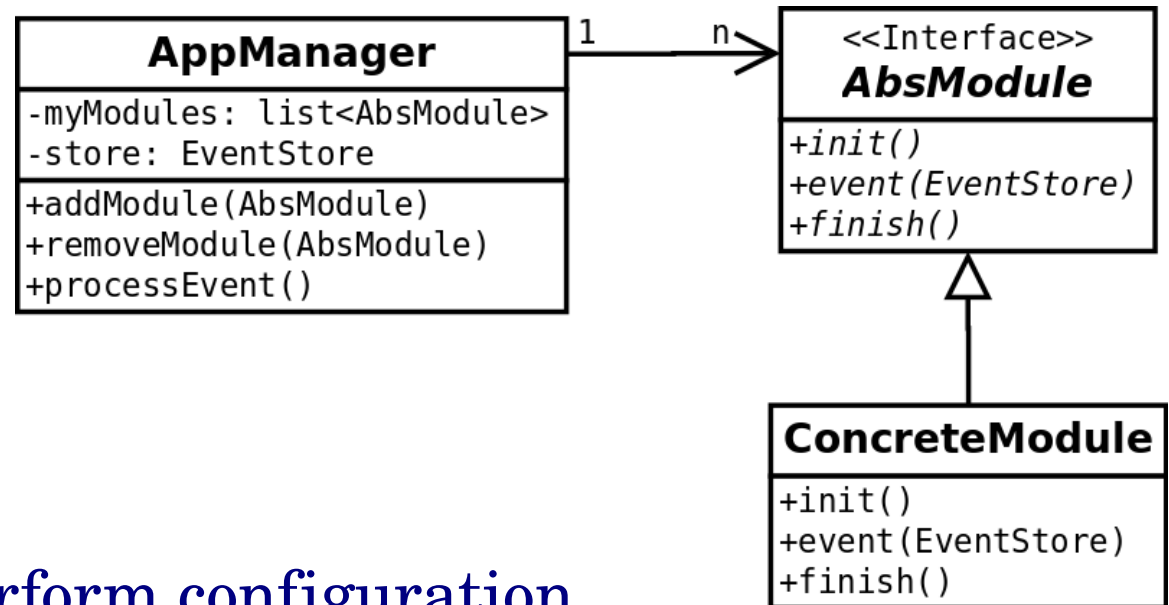 AppManager
-myModules: list<AbsModule>
-store: EventStore
+addModule(AbsModule)
+removeModule(AbsModule)
+processEvent()
1
n
<<Interface>>
AbsModule
+init()
+event(EventStore)
+finish()
ConcreteModule
+init()
+event(EventStore)
+finish()
configuration